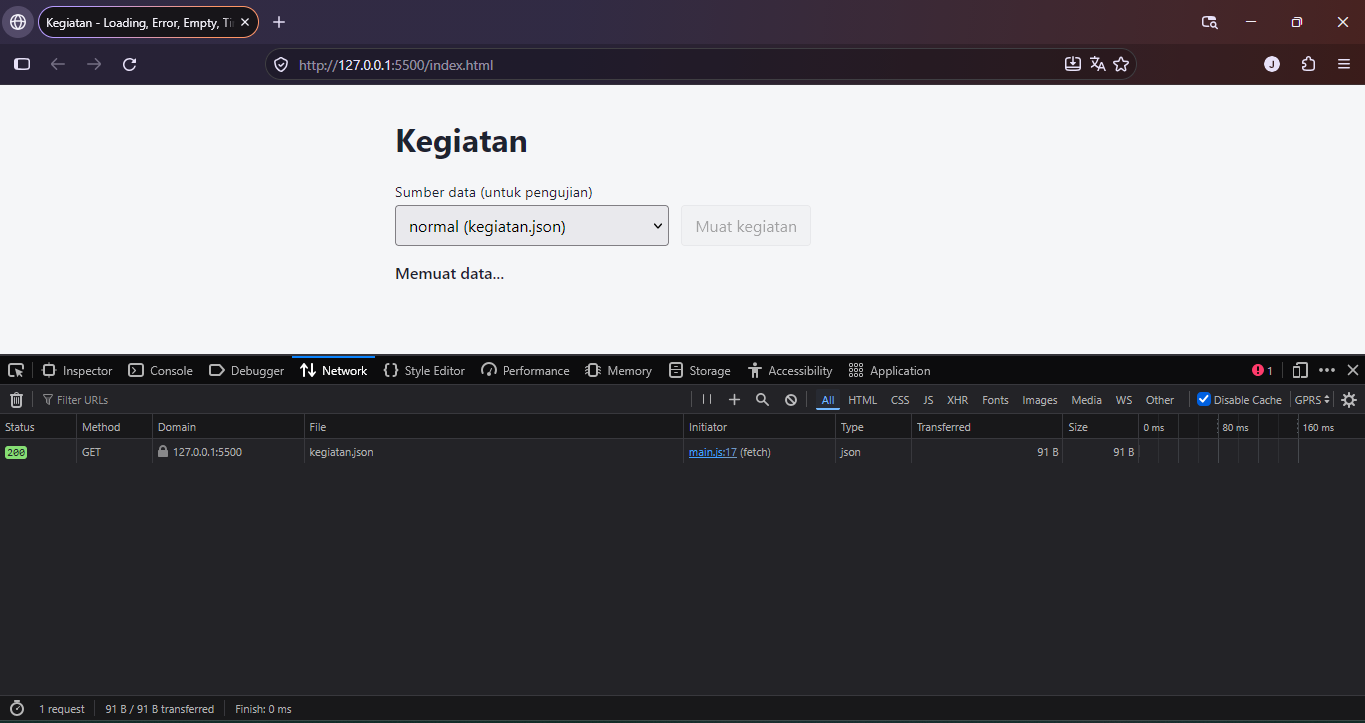 Kegiatan - Loading, Error, Empty, Ti
http://127.0.0.1:5500/index.html
J
Kegiatan
Sumber data (untuk pengujian)
normal (kegiatan.json)
Muat kegiatan
Memuat data...
Inspector Console Debugger Network Style Editor Performance Memory Storage Accessibility Application 1
Filter URLs All HTML CSS JS XHR Fonts Images Media WS Other Disable Cache GPRS
Status Method Domain File Initiator Type Transferred Size 0 ms 80 ms 160 ms
200 GET 127.0.0.1:5500 kegiatan.json main.js:17 (fetch) json 91 B 91 B
1 request 91 B / 91 B transferred Finish: 0 ms